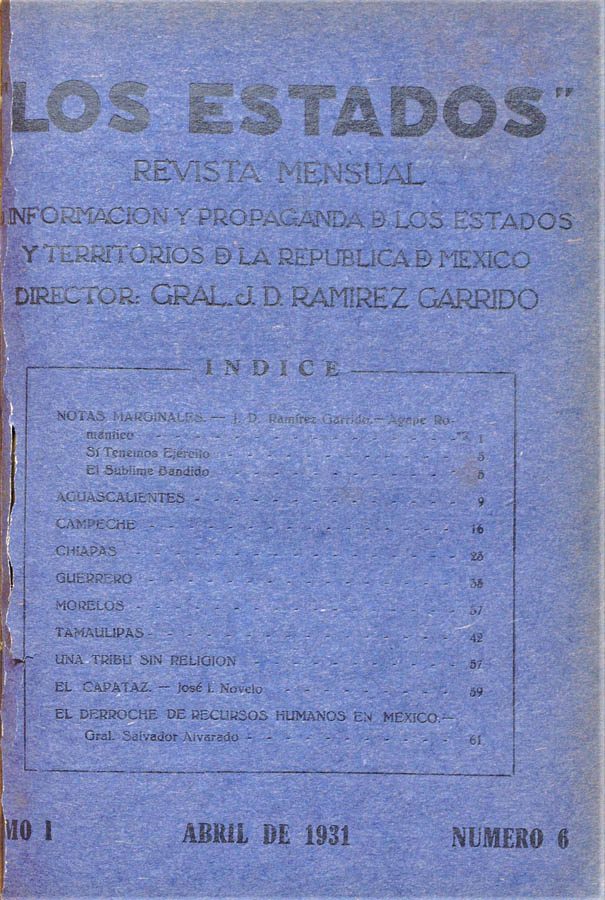 LOS ESTADOS"
REVISTA MENSUAL
INFORMACION Y PROPAGANDA D LOS ESTADOS
Y TERRITORIOS D LA REPUBLICA D MEXICO
DIRECTOR: GRAL. J. D. RAMIREZ GARRIDO
INDICE
NOTAS MARGINALES. — J. D. Ramírez Garrido.— Agape Ro-
mántico - - - - - - - - - - 1
Sí Tenemos Ejército - - - - - - - -
El Sublime Bandido - - - - - - - -
AGUASCALIENTES - - - - - - - - - 9
CAMPECHE - - - - - - - - - - 16
CHIAPAS - - - - - - - - - -
GUERRERO - - - - - - - - - -
MORELOS - - - - - - - - - -
TAMAULIPAS - - - - - - - - - - 42
UNA TRIBU SIN RELIGION - - - - - - - 57
EL CAPATAZ. — José I. Novelo - - - - - - 59
EL DERROCHE DE RECURSOS HUMANOS EN MEXICO.—
Gral. Salvador Alvarado - - - - - - - 61
MO I ABRIL DE 1931 NUMERO 6